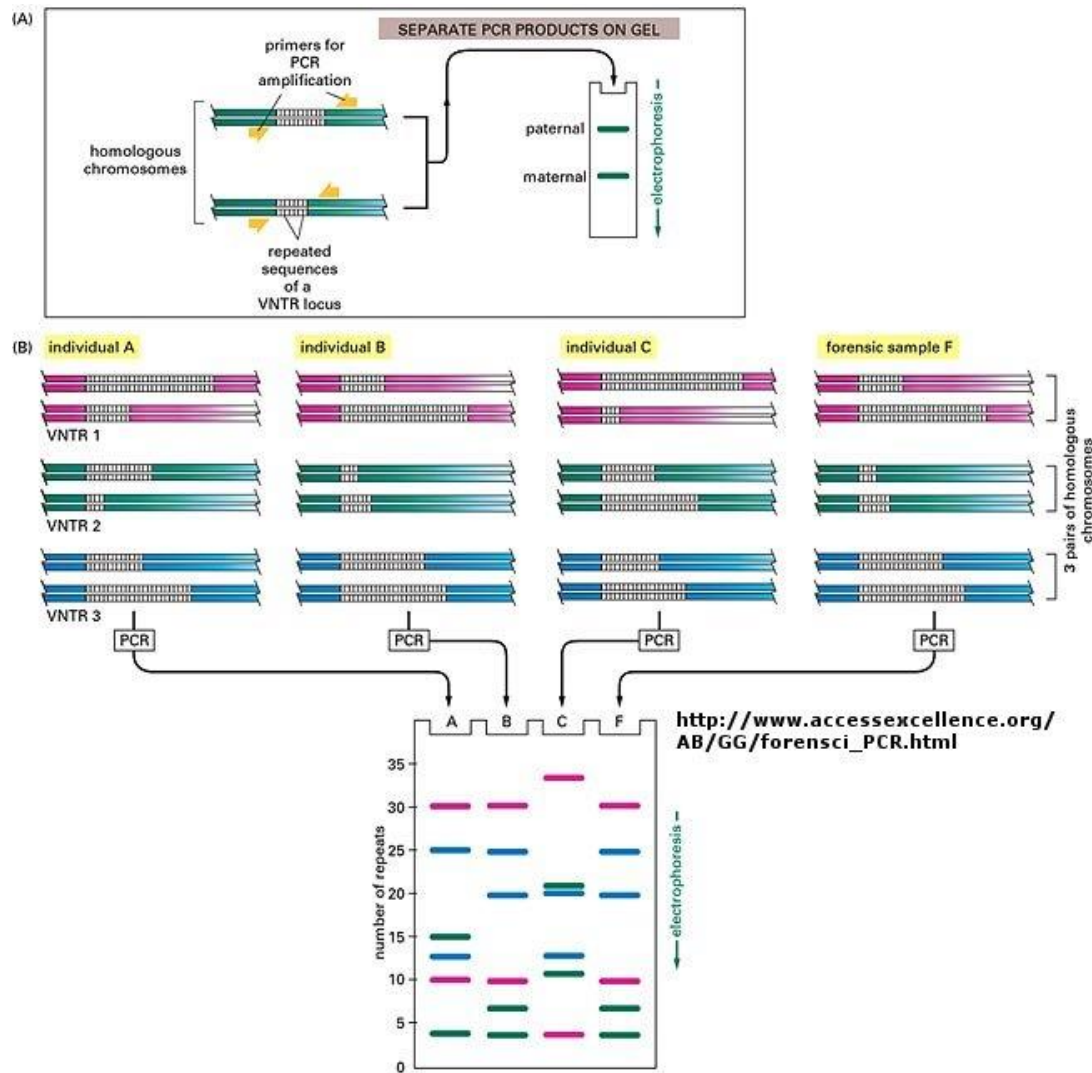 (A)
SEPARATE PCR PRODUCTS ON GEL
primers for
PCR
amplification
homologous
chromosomes
repeated
sequences
of a
VNTR locus
paternal
maternal
electrophoresis
(B)
individual A
individual B
individual C
forensic sample F
VNTR 1
VNTR 2
VNTR 3
3 pairs of homologous
chromosomes
PCR
PCR
PCR
PCR
A
B
C
F
http://www.accessexcellence.org/
AB/GG/forensci_PCR.html
number of repeats
35
30
25
20
15
10
5
0
electrophoresis